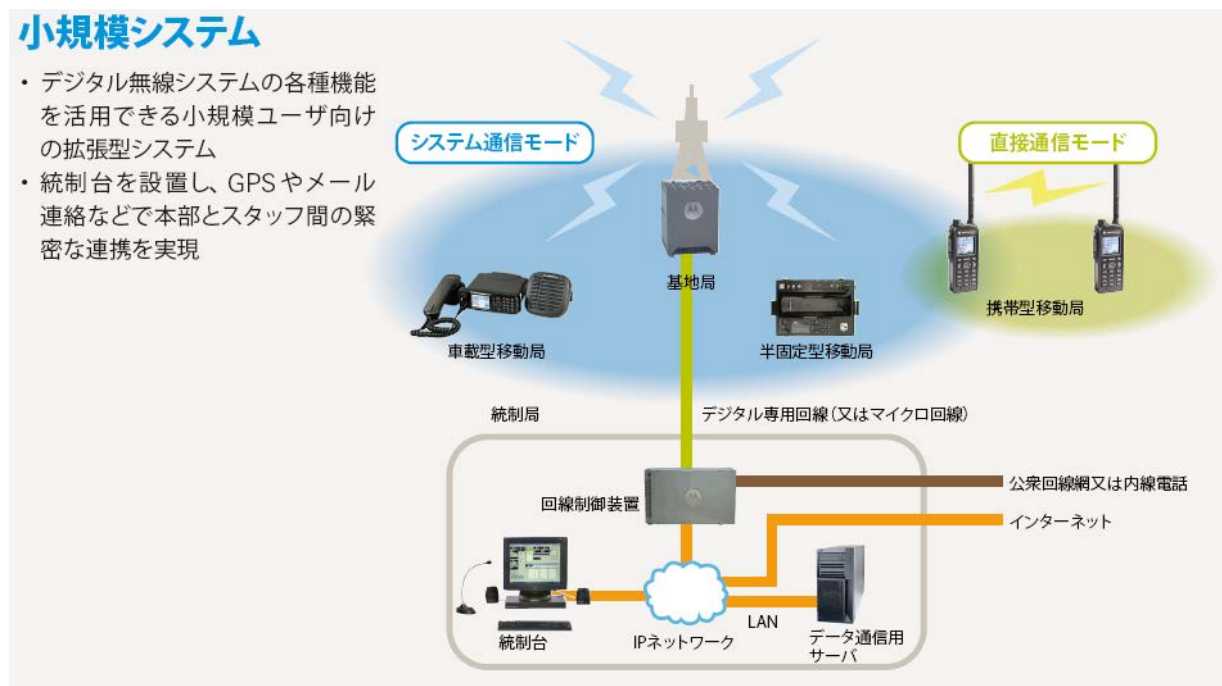 小規模システム
・ デジタル無線システムの各種機能
を活用できる小規模ユーザ向け
の拡張型システム
・ 統制台を設置し、GPSやメール
連絡などで本部とスタッフ間の緊
密な連携を実現
システム通信モード
直接通信モード
基地局
携帯型移動局
車載型移動局
半固定型移動局
統制局
デジタル専用回線(又はマイクロ回線)
回線制御装置
公衆回線網又は内線電話
インターネット
LAN
統制台
IPネットワーク
データ通信用
サーバ